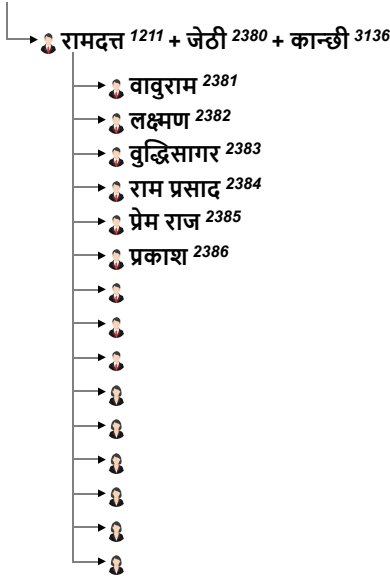 रामदत्त 1211 + जेठी 2380 + कान्छी 3136
वावुराम 2381
लक्ष्मण 2382
वुद्धिसागर 2383
राम प्रसाद 2384
प्रेम राज 2385
प्रकाश 2386